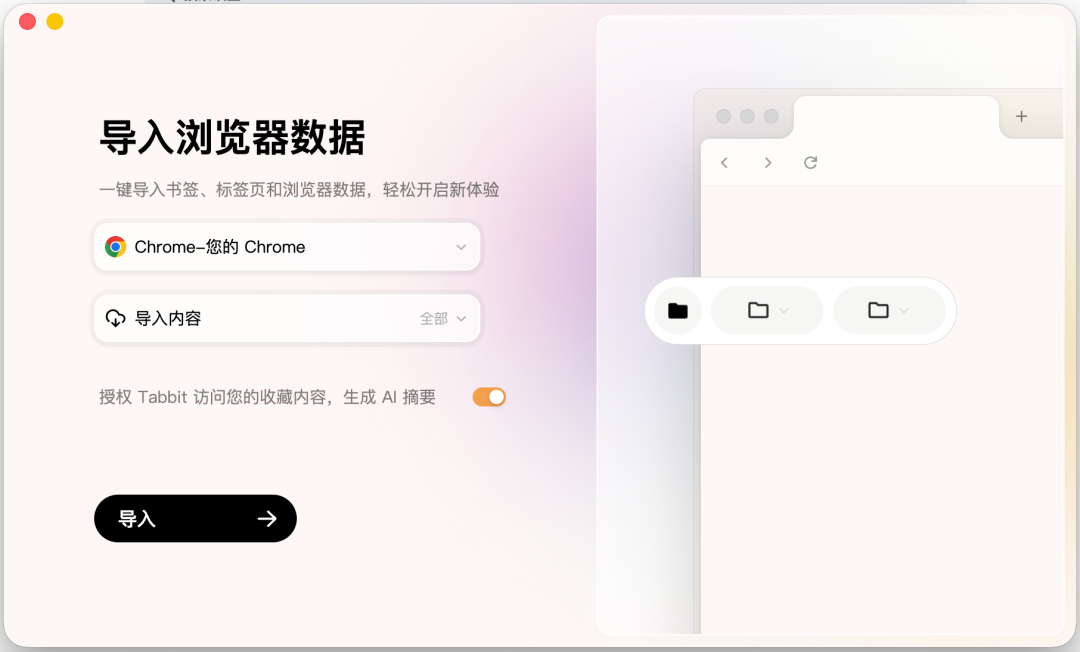 导入浏览器数据
一键导入书签、标签页和浏览器数据，轻松开启新体验
Chrome-您的 Chrome
导入内容 全部
授权 Tabbit 访问您的收藏内容，生成 AI 摘要
导入